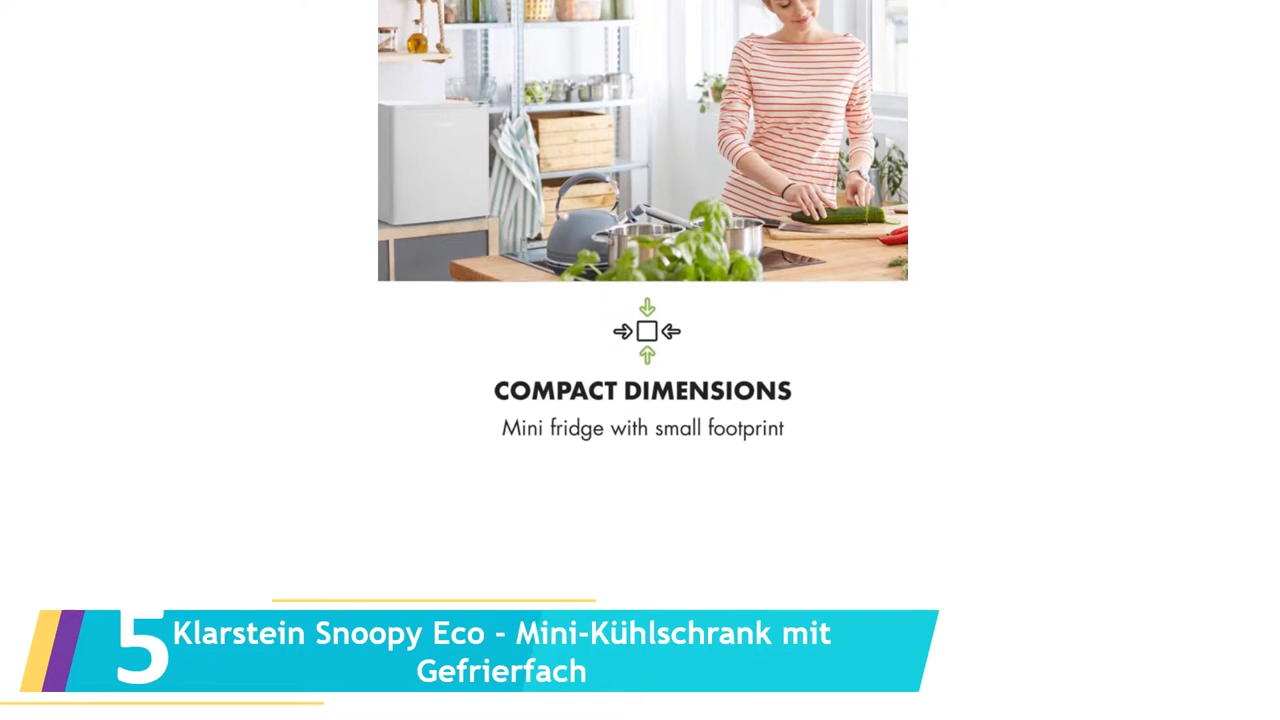 COMPACT DIMENSIONS
Mini fridge with small footprint
5
Klarstein Snoopy Eco - Mini-Kühlschrank mit
Gefrierfach